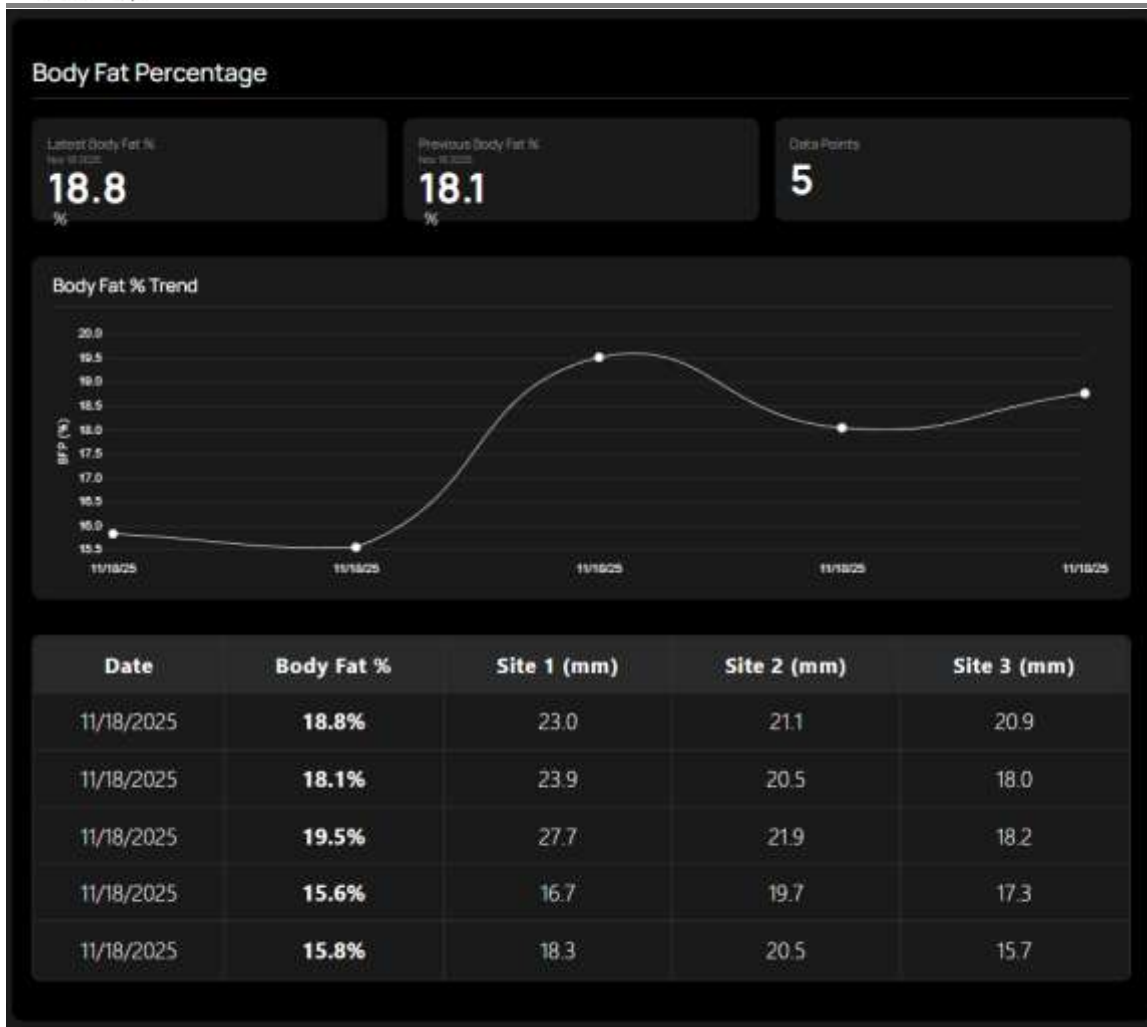 Body Fat Percentage
Latest Body Fat % Previous Body Fat % Data Points
Nov 18 2025 Nov 18 2025
18.8 18.1 5
% %
Body Fat % Trend
20.0
19.5
19.0
18.5
18.0
17.5
17.0
16.5
16.0
15.5
BFP (%)
11/18/25 11/18/25 11/18/25 11/18/25 11/18/25
Date Body Fat % Site 1 (mm) Site 2 (mm) Site 3 (mm)
11/18/2025 18.8% 23.0 21.1 20.9
11/18/2025 18.1% 23.9 20.5 18.0
11/18/2025 19.5% 27.7 21.9 18.2
11/18/2025 15.6% 16.7 19.7 17.3
11/18/2025 15.8% 18.3 20.5 15.7